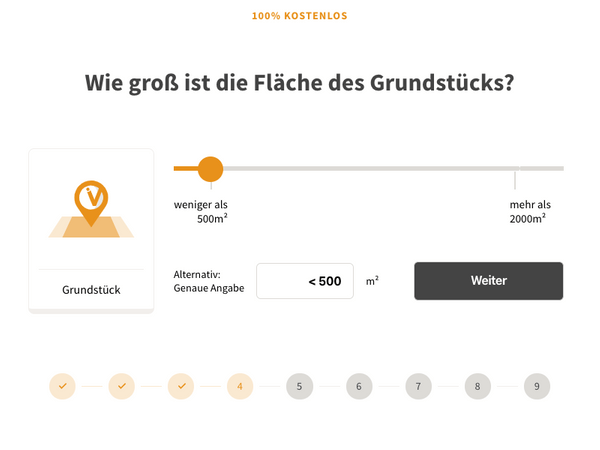 100% KOSTENLOS
Wie groß ist die Fläche des Grundstücks?
weniger als
500m²
mehr als
2000m²
Grundstück
Alternativ:
Genaue Angabe
< 500
m²
Weiter
4
5
6
7
8
9